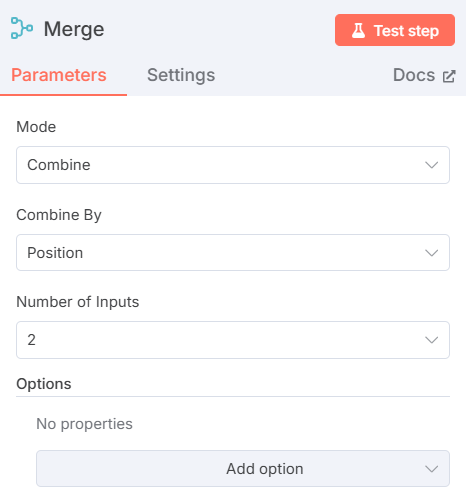 Merge
Test step
Parameters
Settings
Docs
Mode
Combine
Combine By
Position
Number of Inputs
2
Options
No properties
Add option